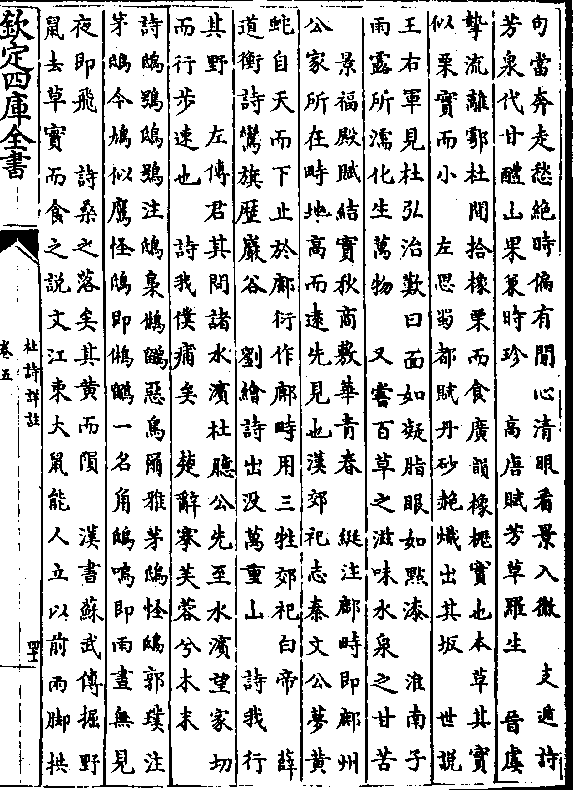 句當奔走愁絶時偏有閒心清眼看景入微　支遁詩
芳泉代甘醴山果兼時珍　高唐賦芳草羅生　晉虞
摯流離鄠杜間拾橡栗而食廣韻橡櫟實也本草其實
似栗實而小　左思蜀都賦丹砂赩熾出其坂　世說
王右軍見杜弘治歎曰面如凝脂眼如點漆　淮南子
雨露所濡化生萬物　又嘗百草之滋味水泉之甘苦
景福殿賦結實秋商敷華青春　綎注鄜畤即鄜州
公家所在時地高而遠先見也漢郊祀志秦文公夢黄
蛇自天而下止於鄜衍作鄜畤用三牲郊祀白帝　薛
道衡詩鸞旗歴巖谷　劉繪詩出没萬重山　詩我行
其野　左傳君其問諸水濱杜臆公先至水濱望家切
而行步速也　詩我僕痡矣　楚辭搴芙蓉兮木末
詩鴟鴞鴟鴞注鴟梟鵂鶹惡鳥爾雅茅鴟怪鴟郭璞注
茅鴟今鳩似鷹怪鴟即鵂鶹一名角鴟鳴即雨晝無見
夜即飛　詩桑之落矣其黄而隕　漢書蘇武傳掘野
鼠去草實而食之說文江東大鼠能人立以前兩脚拱
欽定四庫全書
杜詩詳註
卷五